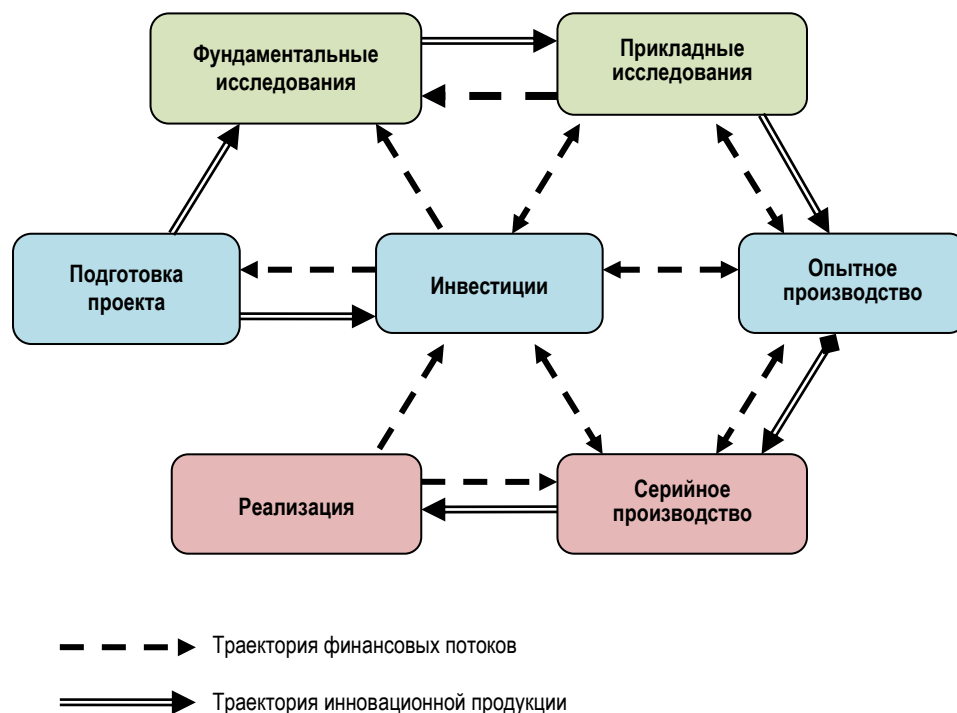 Фундаментальные
исследования
Прикладные
исследования
Подготовка
проекта
Инвестиции
Опытное
производство
Реализация
Серийное
производство
Траектория финансовых потоков
Траектория инновационной продукции